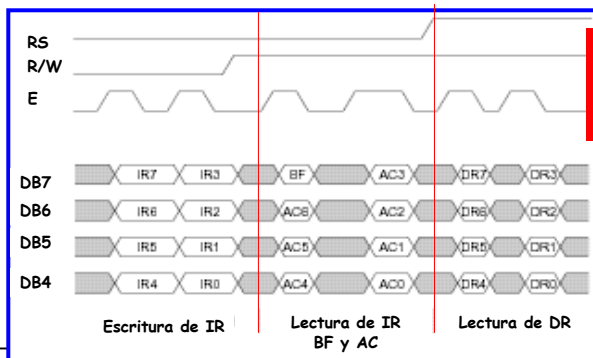 RS
R/W
E
DB7 IR7 IR3 BF AC3 DR7 DR3
DB6 IR6 IR2 AC6 AC2 DR6 DR2
DB5 IR5 IR1 AC5 AC1 DR5 DR1
DB4 IR4 IR0 AC4 AC0 DR4 DR0
Escritura de IR Lectura de IR Lectura de DR
BF y AC